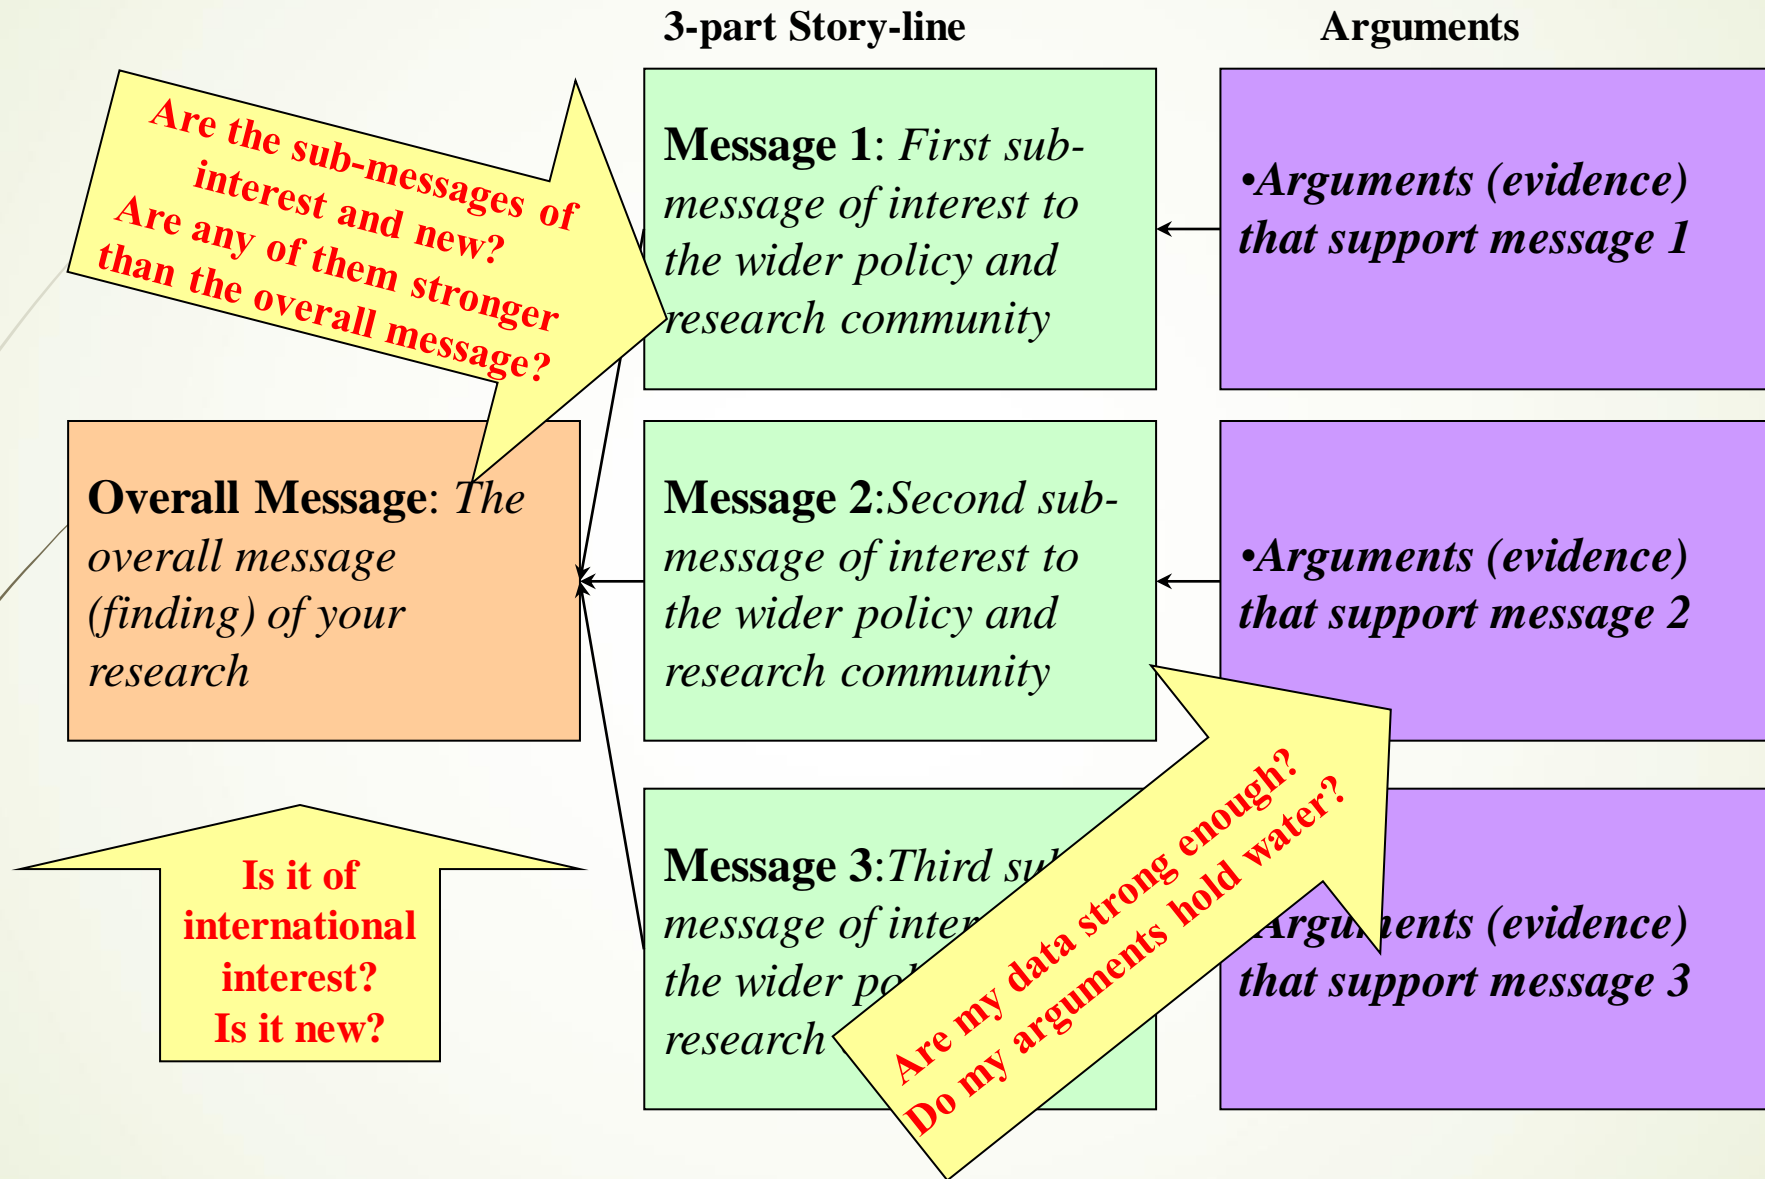 3-part Story-line
Arguments
Are the sub-messages of
interest and new?
Are any of them stronger
than the overall message?
Message 1: First sub-
message of interest to
the wider policy and
research community
•Arguments (evidence)
that support message 1
Overall Message: The
overall message
(finding) of your
research
Message 2:Second sub-
message of interest to
the wider policy and
research community
•Arguments (evidence)
that support message 2
Is it of
international
interest?
Is it new?
Message 3:Third
message of
the wider
research
Are my data strong enough?
Do my arguments hold water?
Arguments (evidence)
that support message 3